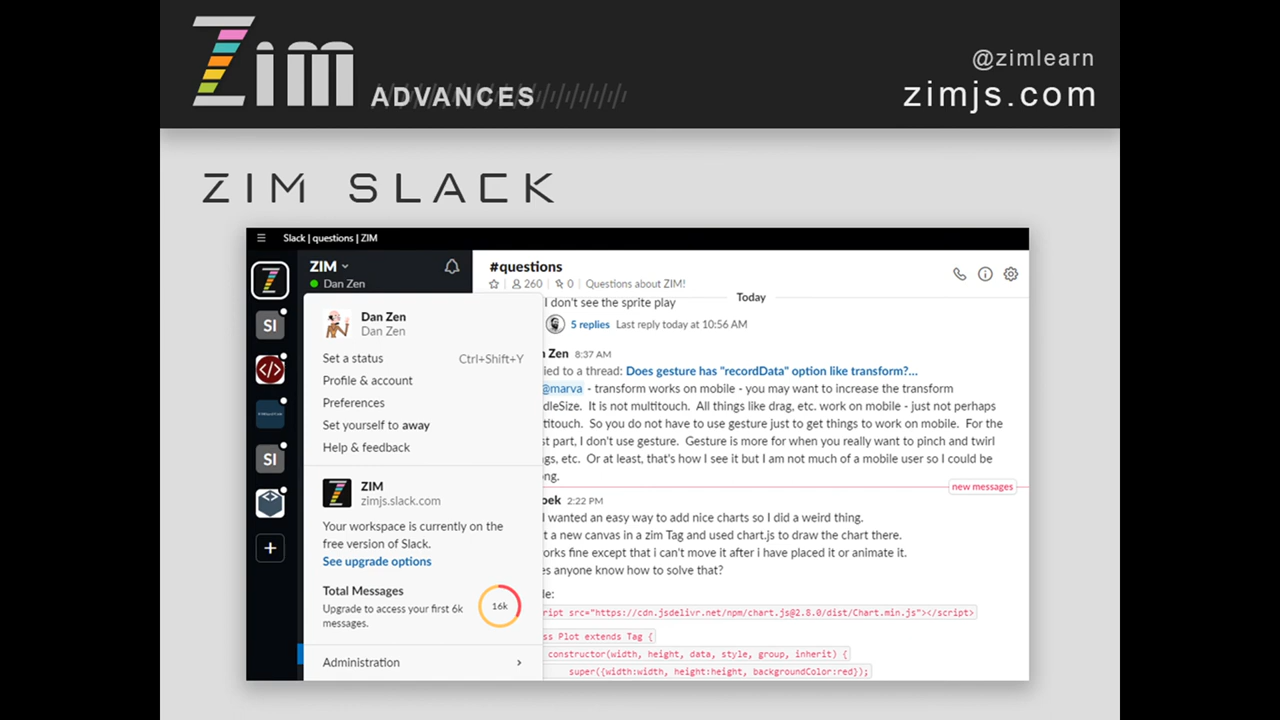 Zim ADVANCES
@zimlearn
zimjs.com
ZIM SLACK
Slack | questions | ZIM
ZIM
Dan Zen
SI
</>
SI
+
Dan Zen
Dan Zen
Set a status Ctrl+Shift+Y
Profile & account
Preferences
Set yourself to away
Help & feedback
ZIM
zimjs.slack.com
Your workspace is currently on the
free version of Slack.
See upgrade options
Total Messages
Upgrade to access your first 6k
messages.
16k
Administration
#questions
260 0 Questions about ZIM!
I don't see the sprite play
Today
5 replies Last reply today at 10:56 AM
n Zen 8:37 AM
ied to a thread: Does gesture has "recordData" option like transform?...
@marva - transform works on mobile - you may want to increase the transform
dleSize. It is not multitouch. All things like drag, etc. work on mobile - just not perhaps
titouch. So you do not have to use gesture just to get things to work on mobile. For the
st part, I don't use gesture. Gesture is more for when you really want to pinch and twirl
gs, etc. Or at least, that's how I see it but I am not much of a mobile user so I could be
ong.
new messages
oek 2:22 PM
I wanted an easy way to add nice charts so I did a weird thing.
t a new canvas in a zim Tag and used chart.js to draw the chart there.
orks fine except that i can't move it after i have placed it or animate it.
es anyone know how to solve that?
le:
ript src="https://cdn.jsdelivr.net/npm/chart.js@2.8.0/dist/Chart.min.js"></script>
ss Plot extends Tag {
constructor(width, height, data, style, group, inherit) {
super({width:width, height:height, backgroundColor:red});